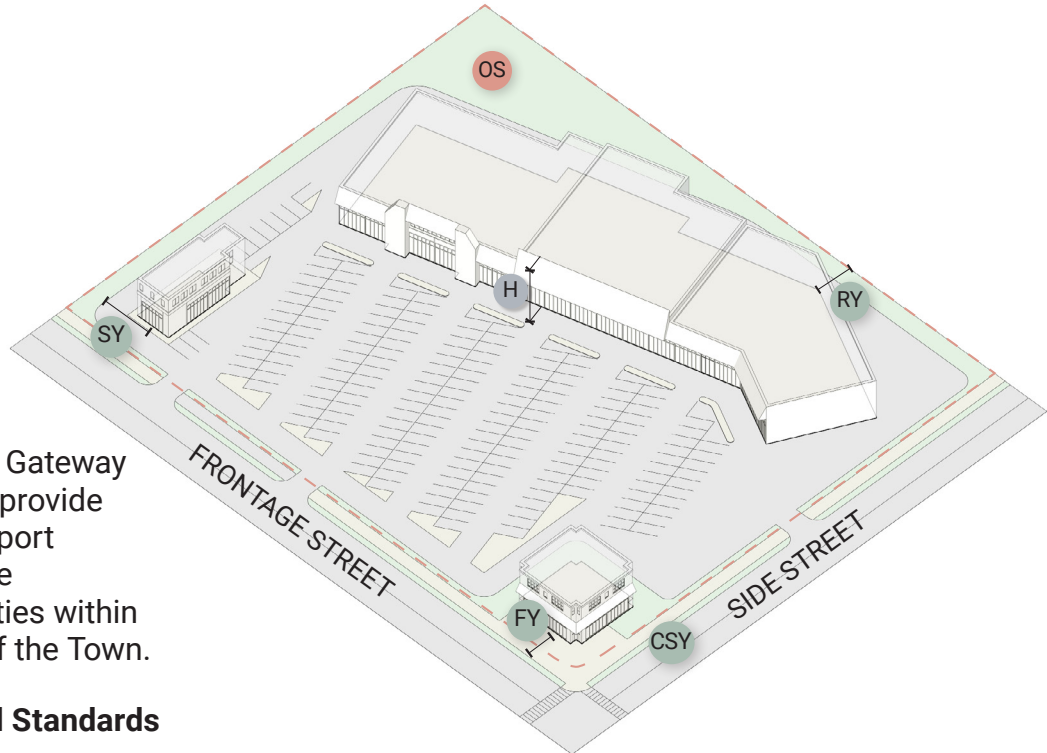 OS
H
RY
SY
Gateway
provide
port
e
FRONTAGE STREET
ties within
f the Town.
SIDE STREET
FY
CSY
l Standards